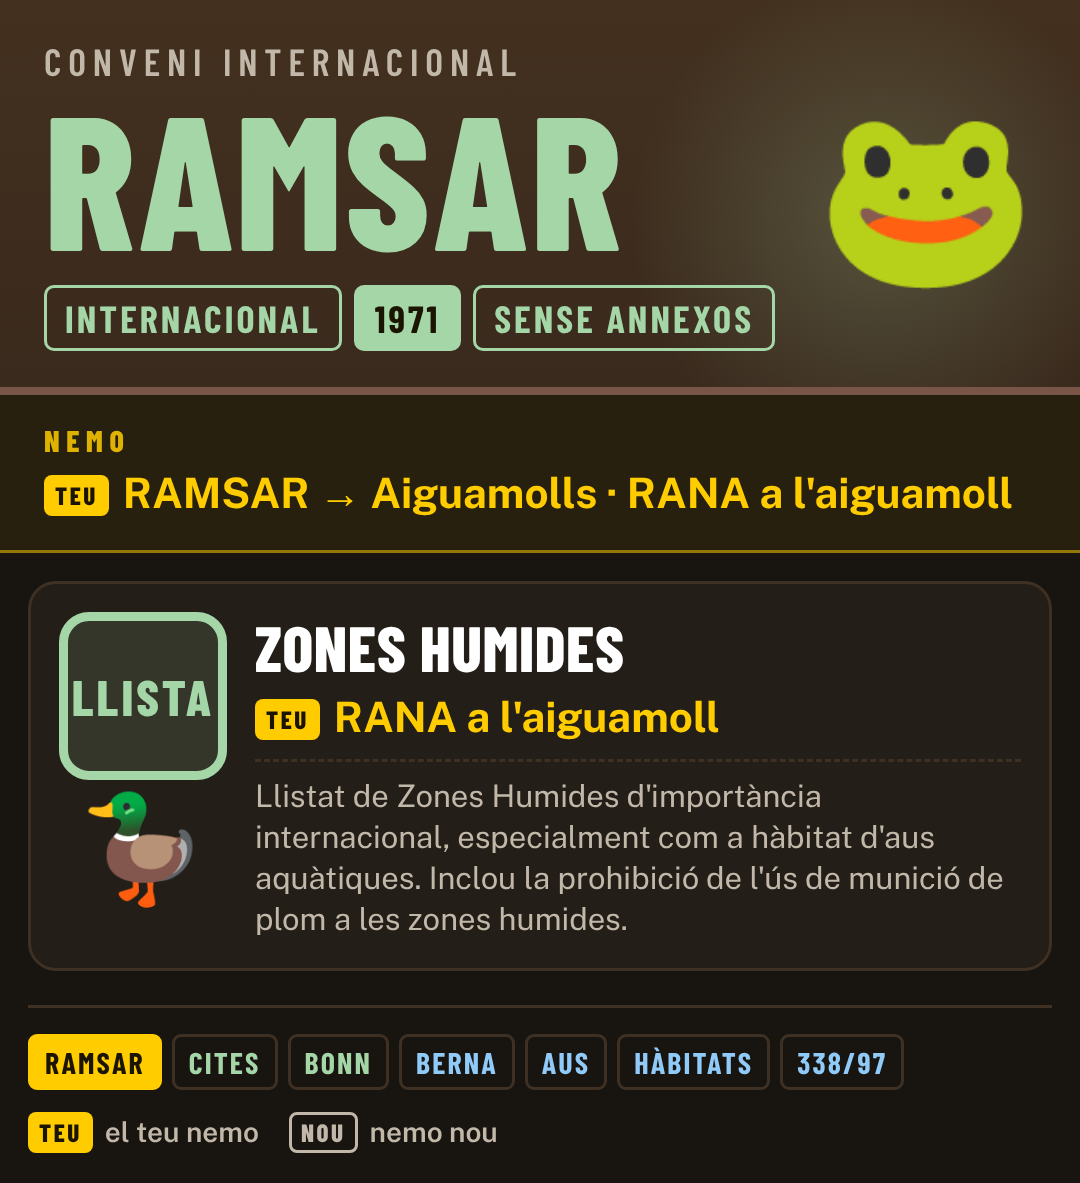 CONVENI INTERNACIONAL
RAMSAR
INTERNACIONAL 1971 SENSE ANNEXOS
NEMO
TEU RAMSAR → Aiguamolls · RANA a l'aiguamoll
LLISTA
ZONES HUMIDES
TEU RANA a l'aiguamoll
Llistat de Zones Humides d'importància
internacional, especialment com a hàbitat d'aus
aquàtiques. Inclou la prohibició de l'ús de munició de
plom a les zones humides.
RAMSAR CITES BONN BERNA AUS HÀBITATS 338/97
TEU el teu nemo NOU nemo nou